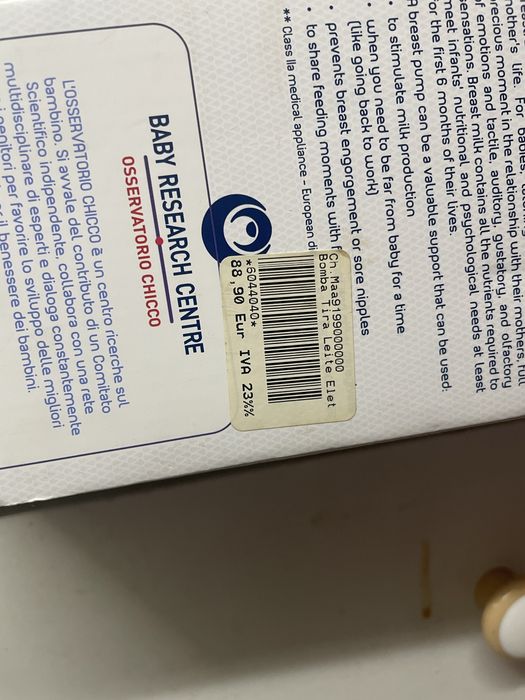 mother's life. For babies,
precious moment in the relationship with their mothers, full
of emotions and tactile, auditory, gustatory, and olfactory
sensations. Breast milk contains all the nutrients required to
meet infants' nutritional and psychological needs at least
for the first 6 months of their lives.
A breast pump can be a valuable support that can be used:
• to stimulate milk production
• when you need to be far from baby for a time
(like going back to work)
• prevents breast engorgement or sore nipples
• to share feeding moments with
** Class IIa medical appliance - European
Ch Maa9199000000
Bomba Tira Leite Elet
*6044040*
88,90 Eur IVA 23%%
BABY RESEARCH CENTRE
OSSERVATORIO CHICCO
L'OSSERVATORIO CHICCO è un centro ricerche sul
bambino. Si avvale del contributo di un Comitato
Scientifico indipendente, collabora con una rete
multidisciplinare di esperti e dialoga constantemente
genitori per favorire lo sviluppo delle migliori
il benessere dei bambini.